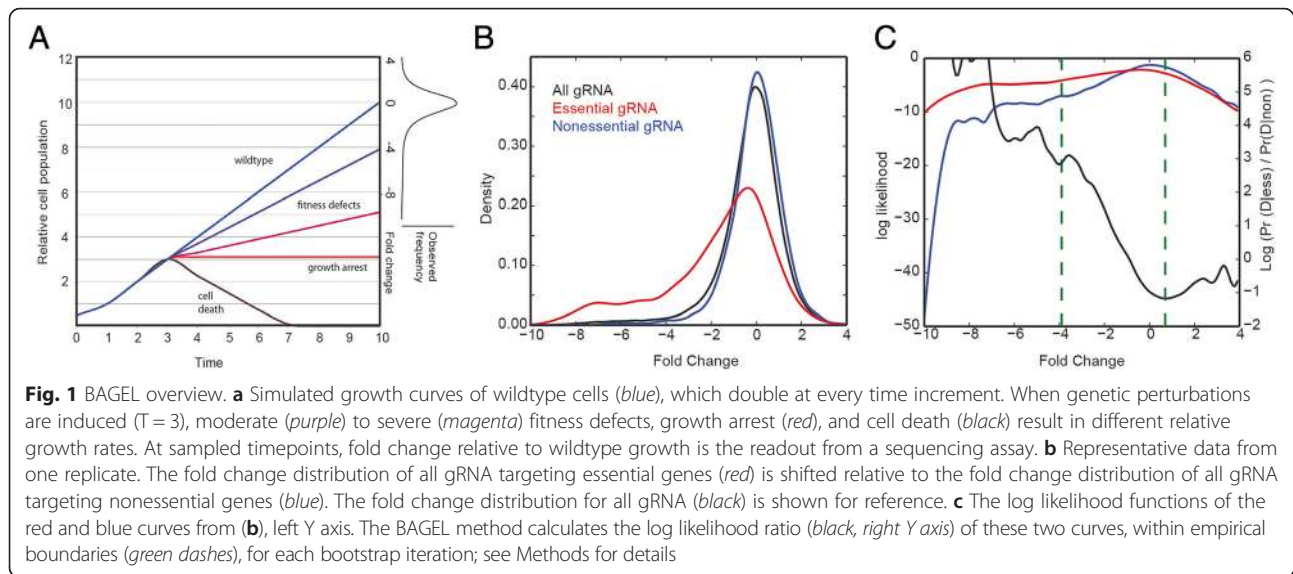 A
12
10
8
6
4
2
Relative cell population
0 1 2 3 4 5 6 7 8 9 10
Time
wildtype
fitness defects
growth arrest
cell
death
4
0
-4
-8
Fold change
Observed
frequency
B
0.40
0.30
0.20
0.10
0.00
Density
All gRNA
Essential gRNA
Nonessential gRNA
−10 −8 −6 −4 −2 0 2 4
Fold Change
C
0
−10
−20
−30
−40
−50
log likelihood
−10 −8 −6 −4 −2 0 2 4
Fold Change
6
5
4
3
2
1
0
−1
−2
Log (Pr (D|ess) / Pr(D|non)
Fig. 1 BAGEL overview. a Simulated growth curves of wildtype cells (blue), which double at every time increment. When genetic perturbations
are induced (T = 3), moderate (purple) to severe (magenta) fitness defects, growth arrest (red), and cell death (black) result in different relative
growth rates. At sampled timepoints, fold change relative to wildtype growth is the readout from a sequencing assay. b Representative data from
one replicate. The fold change distribution of all gRNA targeting essential genes (red) is shifted relative to the fold change distribution of all gRNA
targeting nonessential genes (blue). The fold change distribution for all gRNA (black) is shown for reference. c The log likelihood functions of the
red and blue curves from (b), left Y axis. The BAGEL method calculates the log likelihood ratio (black, right Y axis) of these two curves, within empirical
boundaries (green dashes), for each bootstrap iteration; see Methods for details